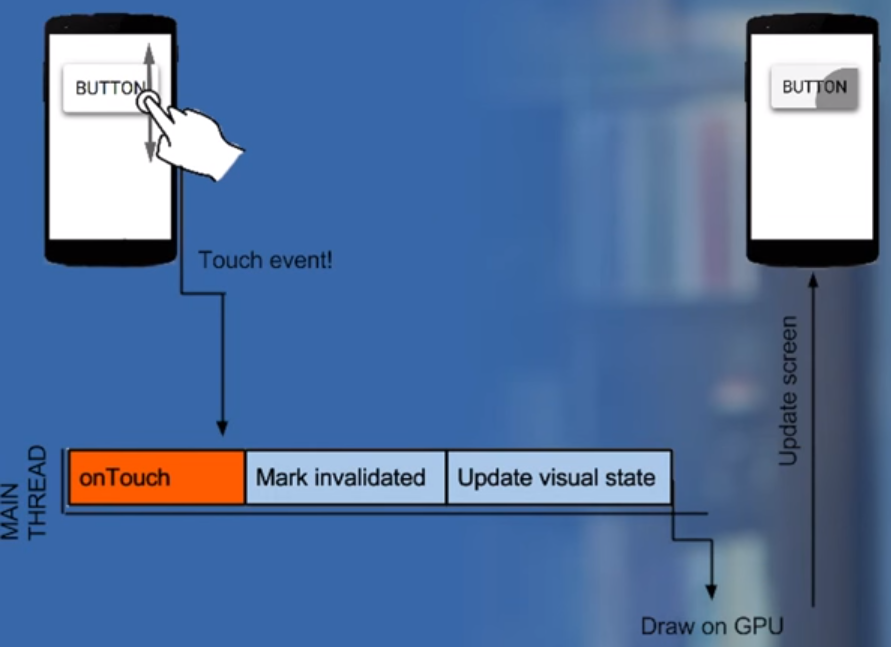 BUTTON
BUTTON
Touch event!
Update screen
MAIN
THREAD
onTouch
Mark invalidated
Update visual state
Draw on GPU